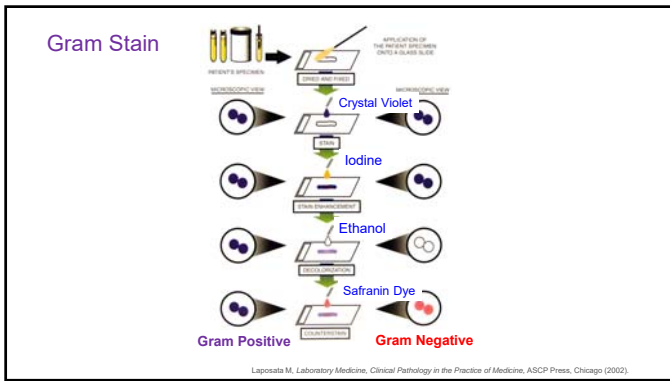 Gram Stain
APPLICATION OF
THE PATIENT SPECIMEN
ONTO A GLASS SLIDE
PATIENT'S SPECIMEN
DRIED AND FIXED
MICROSCOPIC VIEW
MICROSCOPIC VIEW
Crystal Violet
STAIN
Iodine
STAIN ENHANCEMENT
Ethanol
DECOLORIZATION
Safranin Dye
COUNTERSTAIN
Gram Positive
Gram Negative
Laposata M, Laboratory Medicine, Clinical Pathology in the Practice of Medicine, ASCP Press, Chicago (2002).